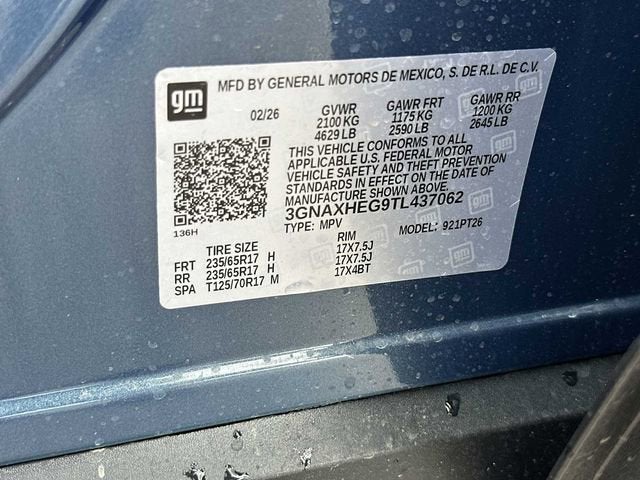 gm
MFD BY GENERAL MOTORS DE MEXICO, S. DE R.L. DE C.V.
02/26 GVWR GAWR FRT GAWR RR
2100 KG 1175 KG 1200 KG
4629 LB 2590 LB 2645 LB
THIS VEHICLE CONFORMS TO ALL
APPLICABLE U.S. FEDERAL MOTOR
VEHICLE SAFETY AND THEFT PREVENTION
STANDARDS IN EFFECT ON THE DATE OF
MANUFACTURE SHOWN ABOVE.
3GNAXHEG9TL437062
136H
TYPE: MPV MODEL: 921PT26
TIRE SIZE RIM
FRT 235/65R17 H 17X7.5J
RR 235/65R17 H 17X7.5J
SPA T125/70R17 M 17X4BT